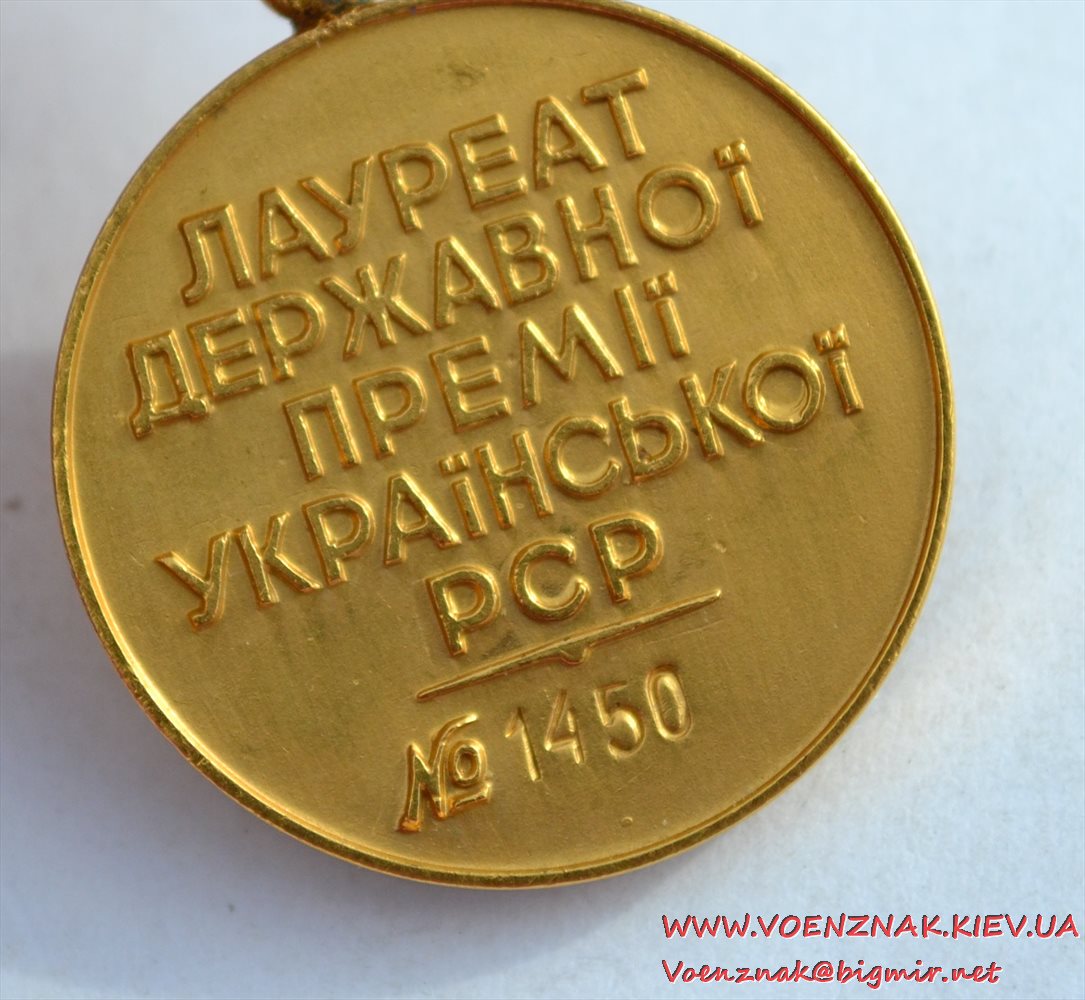 ЛАУРЕАТ
ДЕРЖАВНОЇ
ПРЕМІЇ
УКРАЇНСЬКОЇ
РСР
№ 1450
WWW.VOENZNAK.KIEV.UA
Voenznak@bigmir.net